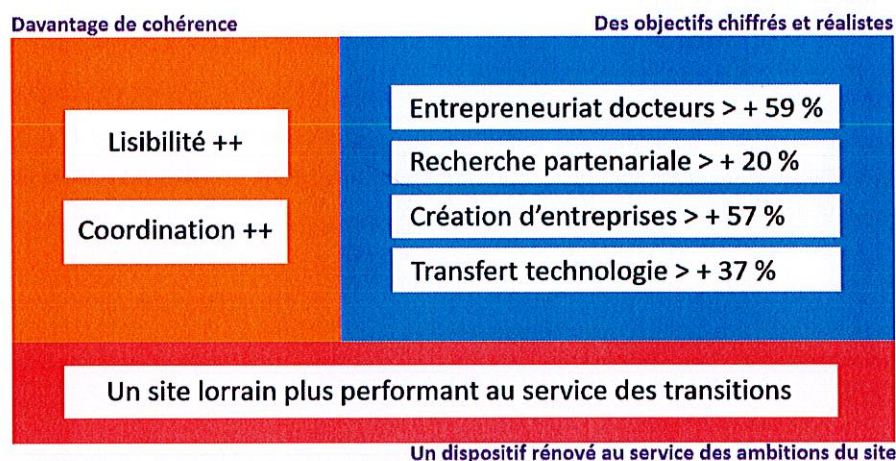 Davantage de cohérence
Des objectifs chiffrés et réalistes
Lisibilité ++
Coordination ++
Entrepreneuriat docteurs > + 59 %
Recherche partenariale > + 20 %
Création d'entreprises > + 57 %
Transfert technologie > + 37 %
Un site lorrain plus performant au service des transitions
Un dispositif rénové au service des ambitions du site